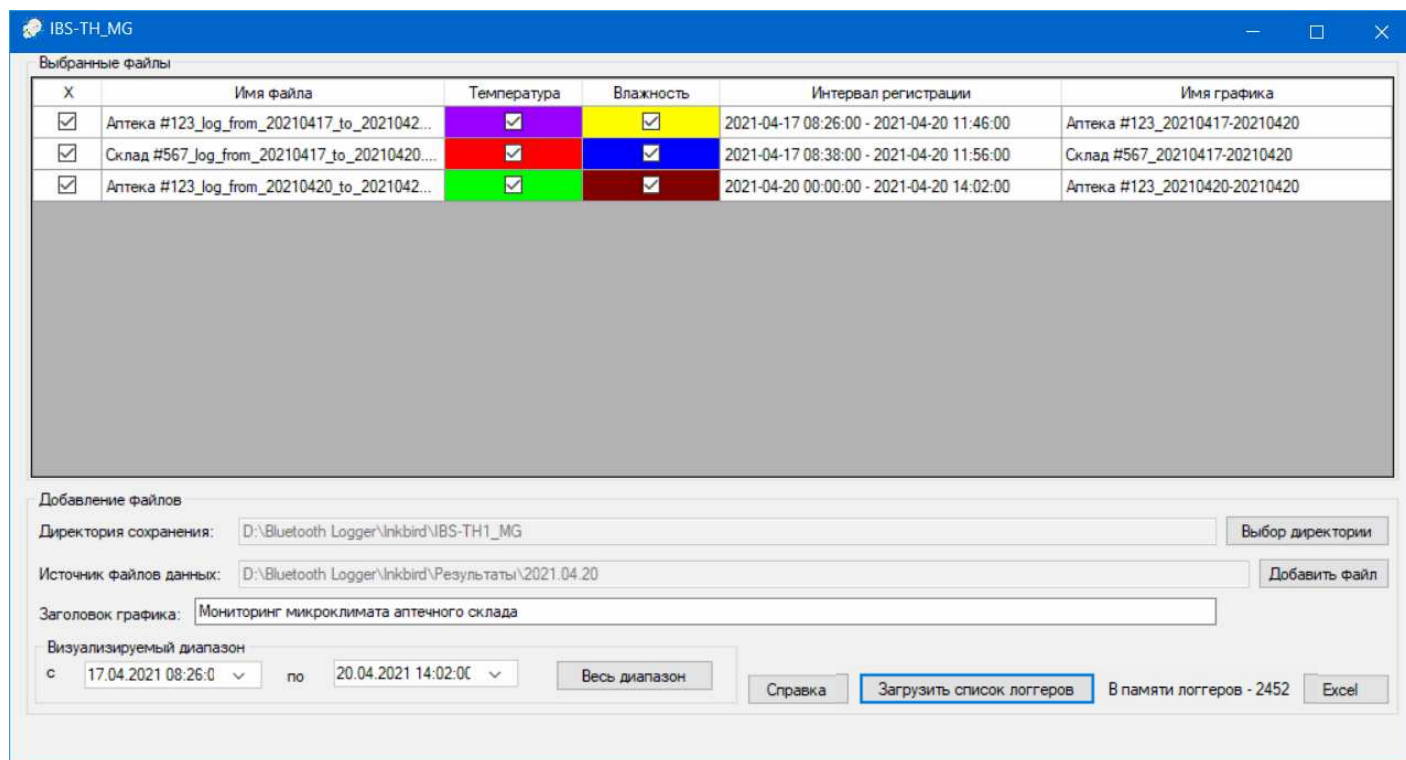 IBS-TH_MG
Выбранные файлы
X Имя файла Температура Влажность Интервал регистрации Имя графика
Аптека #123_log_from_20210417_to_2021042... 2021-04-17 08:26:00 - 2021-04-20 11:46:00 Аптека #123_20210417-20210420
Склад #567_log_from_20210417_to_20210420.... 2021-04-17 08:38:00 - 2021-04-20 11:56:00 Склад #567_20210417-20210420
Аптека #123_log_from_20210420_to_2021042... 2021-04-20 00:00:00 - 2021-04-20 14:02:00 Аптека #123_20210420-20210420
Добавление файлов
Директория сохранения: D:\Bluetooth Logger\Inkbird\IBS-TH1_MG Выбор директории
Источник файлов данных: D:\Bluetooth Logger\Inkbird\Результаты\2021.04.20 Добавить файл
Заголовок графика: Мониторинг микроклимата аптечного склада
Визуализируемый диапазон
с 17.04.2021 08:26:0 по 20.04.2021 14:02:00 Весь диапазон
Справка Загрузить список логгеров В памяти логгеров - 2452 Excel